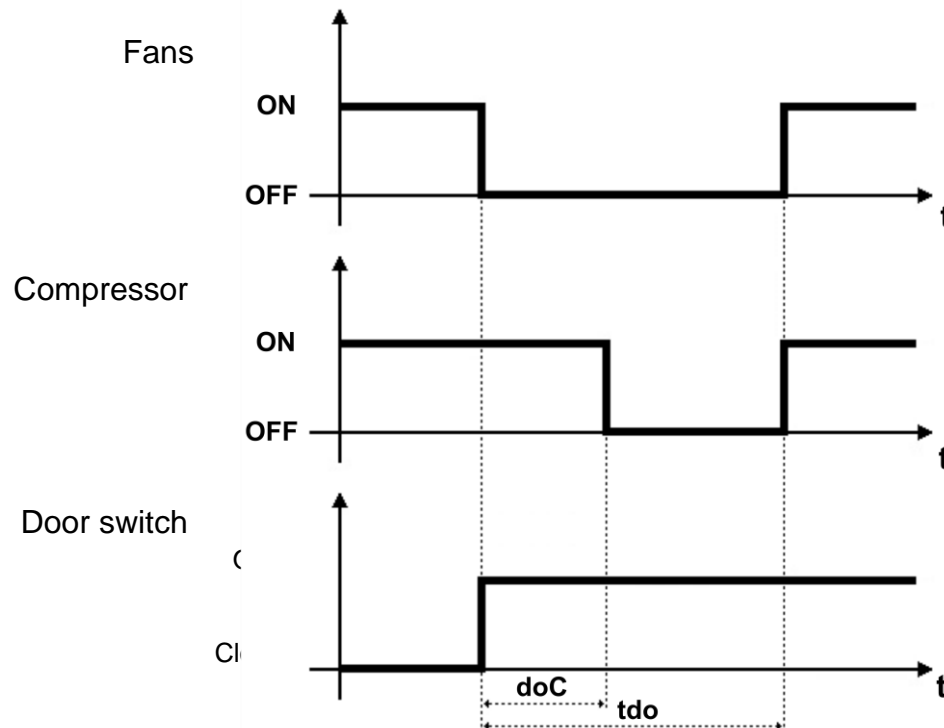 Fans
ON
OFF
t
Compressor
ON
OFF
t
Door switch
t
doC
tdo